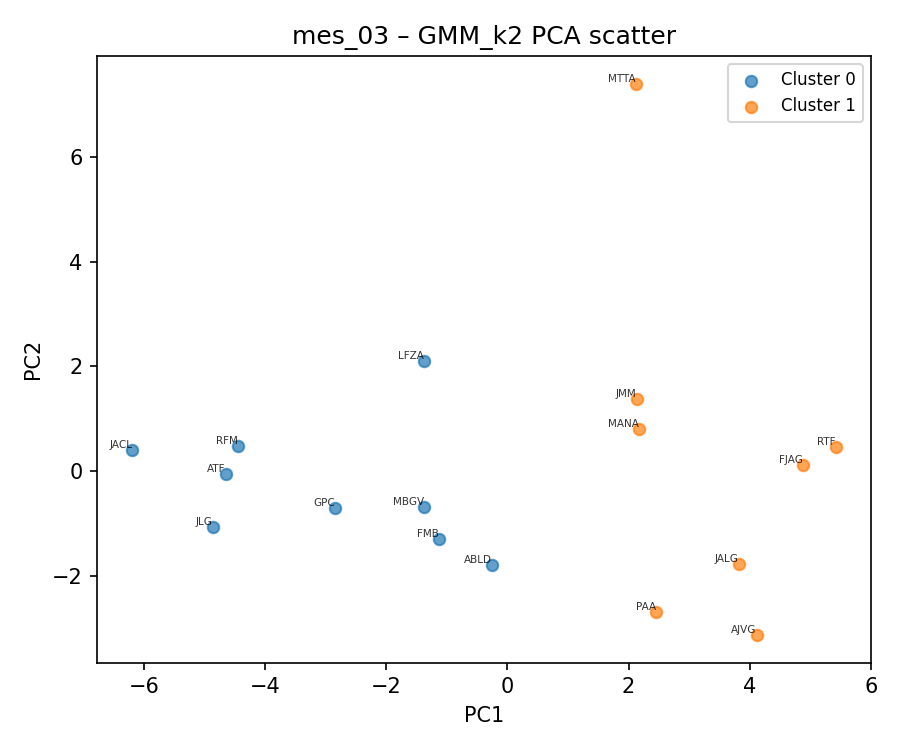 mes_03 – GMM_k2 PCA scatter
Cluster 0
Cluster 1
MTTA
LFZA
JMM
MANA
JACL
RFM
RTF
ATF
FJAG
GPC
MBGV
JLG
FMB
ABLD
JALG
PAA
AJVG
6
4
2
0
−2
PC2
−6
−4
−2
0
2
4
6
PC1